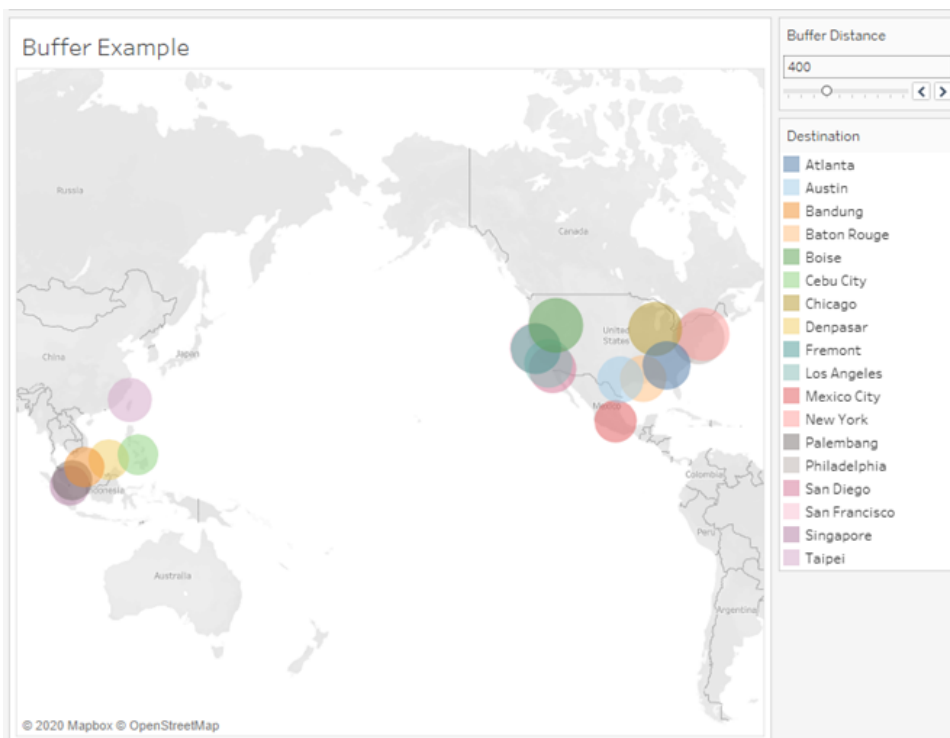 Buffer Example
Russia
Canada
United
States
China
Japan
Mexico
Indonesia
Colombia
Peru
Australia
Argentina
© 2020 Mapbox © OpenStreetMap
Buffer Distance
400
Destination
Atlanta
Austin
Bandung
Baton Rouge
Boise
Cebu City
Chicago
Denpasar
Fremont
Los Angeles
Mexico City
New York
Palembang
Philadelphia
San Diego
San Francisco
Singapore
Taipei